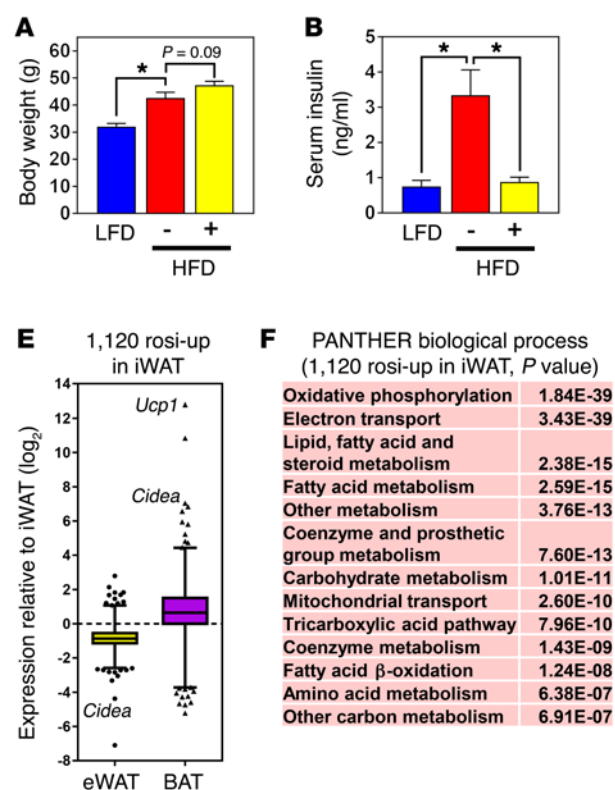 A
Body weight (g)
60
50
40
30
20
10
0
*
P = 0.09
LFD
-
+
HFD
B
Serum insulin
(ng/ml)
5
4
3
2
1
0
*
*
LFD
-
+
HFD
E
1,120 rosi-up
in iWAT
Expression relative to iWAT (log2)
14
12
10
8
6
4
2
0
-2
-4
-6
-8
Ucp1
Cidea
Cidea
eWAT
BAT
F
PANTHER biological process
(1,120 rosi-up in iWAT, P value)
Oxidative phosphorylation 1.84E-39
Electron transport 3.43E-39
Lipid, fatty acid and
steroid metabolism 2.38E-15
Fatty acid metabolism 2.59E-15
Other metabolism 3.76E-13
Coenzyme and prosthetic
group metabolism 7.60E-13
Carbohydrate metabolism 1.01E-11
Mitochondrial transport 2.60E-10
Tricarboxylic acid pathway 7.96E-10
Coenzyme metabolism 1.43E-09
Fatty acid β-oxidation 1.24E-08
Amino acid metabolism 6.38E-07
Other carbon metabolism 6.91E-07